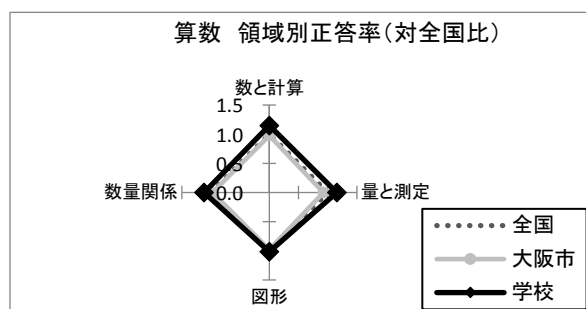 算数 領域別正答率(対全国比)
数と計算
1.5
1.0
0.5
0.0
数量関係
量と測定
図形
全国
大阪市
学校